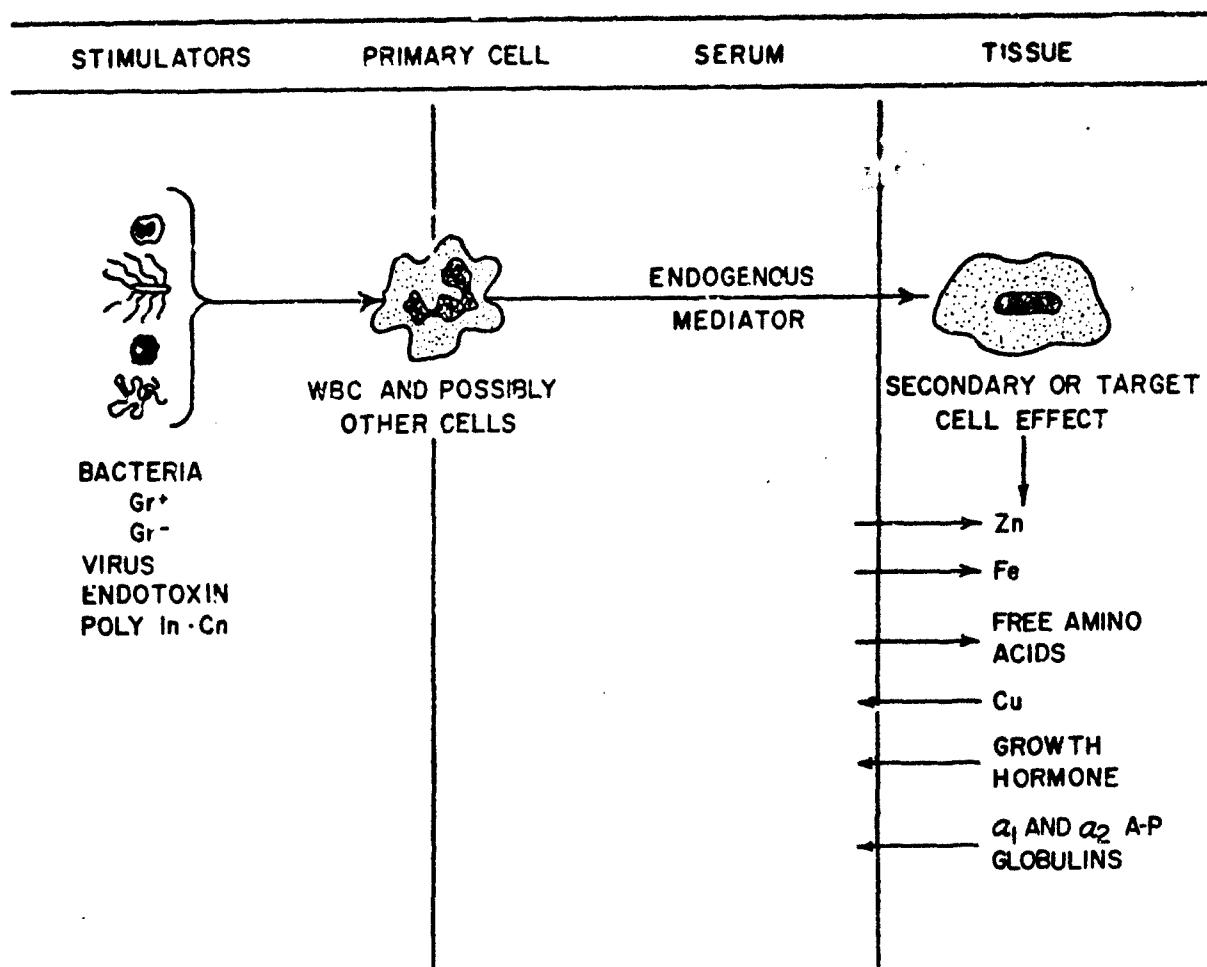 STIMULATORS PRIMARY CELL SERUM TISSUE
ENDOGENOUS
MEDIATOR
WBC AND POSSIBLY
OTHER CELLS
SECONDARY OR TARGET
CELL EFFECT
BACTERIA
Gr+
Gr-
VIRUS
ENDOTOXIN
POLY In · Cn
Zn
Fe
FREE AMINO
ACIDS
Cu
GROWTH
HORMONE
α₁ AND α₂ A-P
GLOBULINS